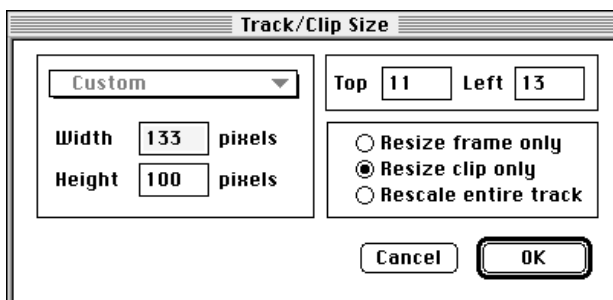 Track/Clip Size
Custom
Width 133 pixels
Height 100 pixels
Top 11 Left 13
Resize frame only
Resize clip only
Rescale entire track
Cancel OK